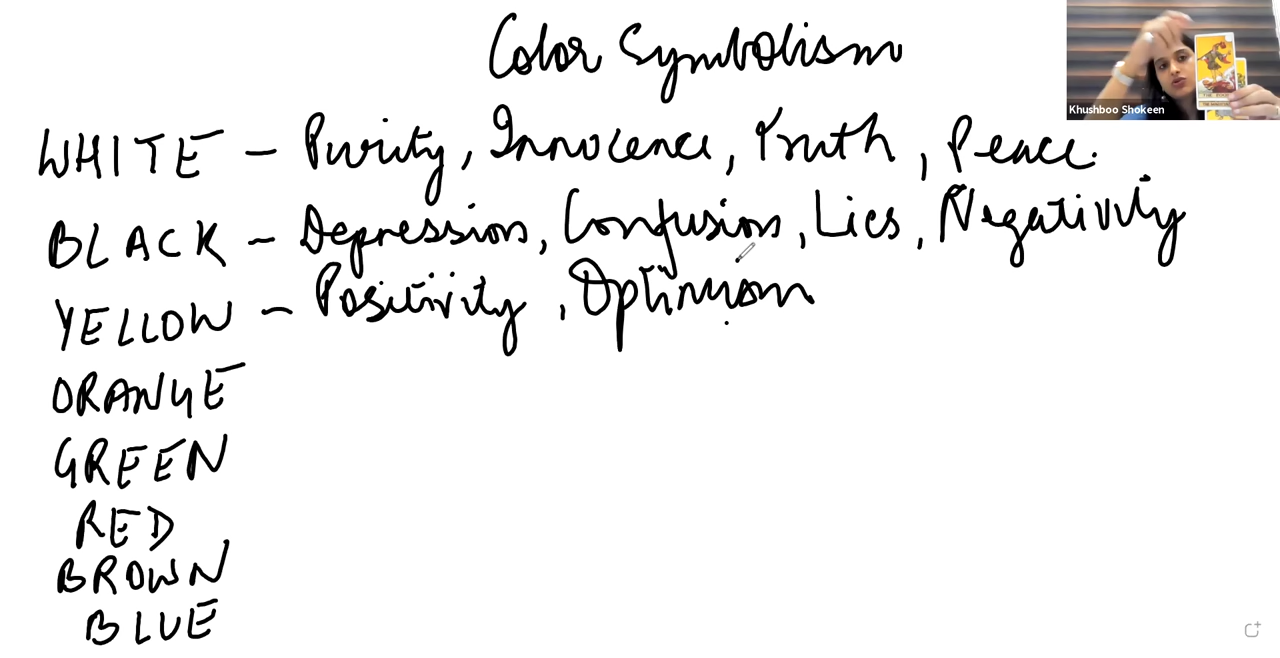 Color Symbolism
Khushboo Shokeen
WHITE - Purity, Innocence, Truth, Peace.
BLACK - Depression, Confusion, Lies, Negativity
YELLOW - Positivity, Optimism
ORANGE
GREEN
RED
BROWN
BLUE